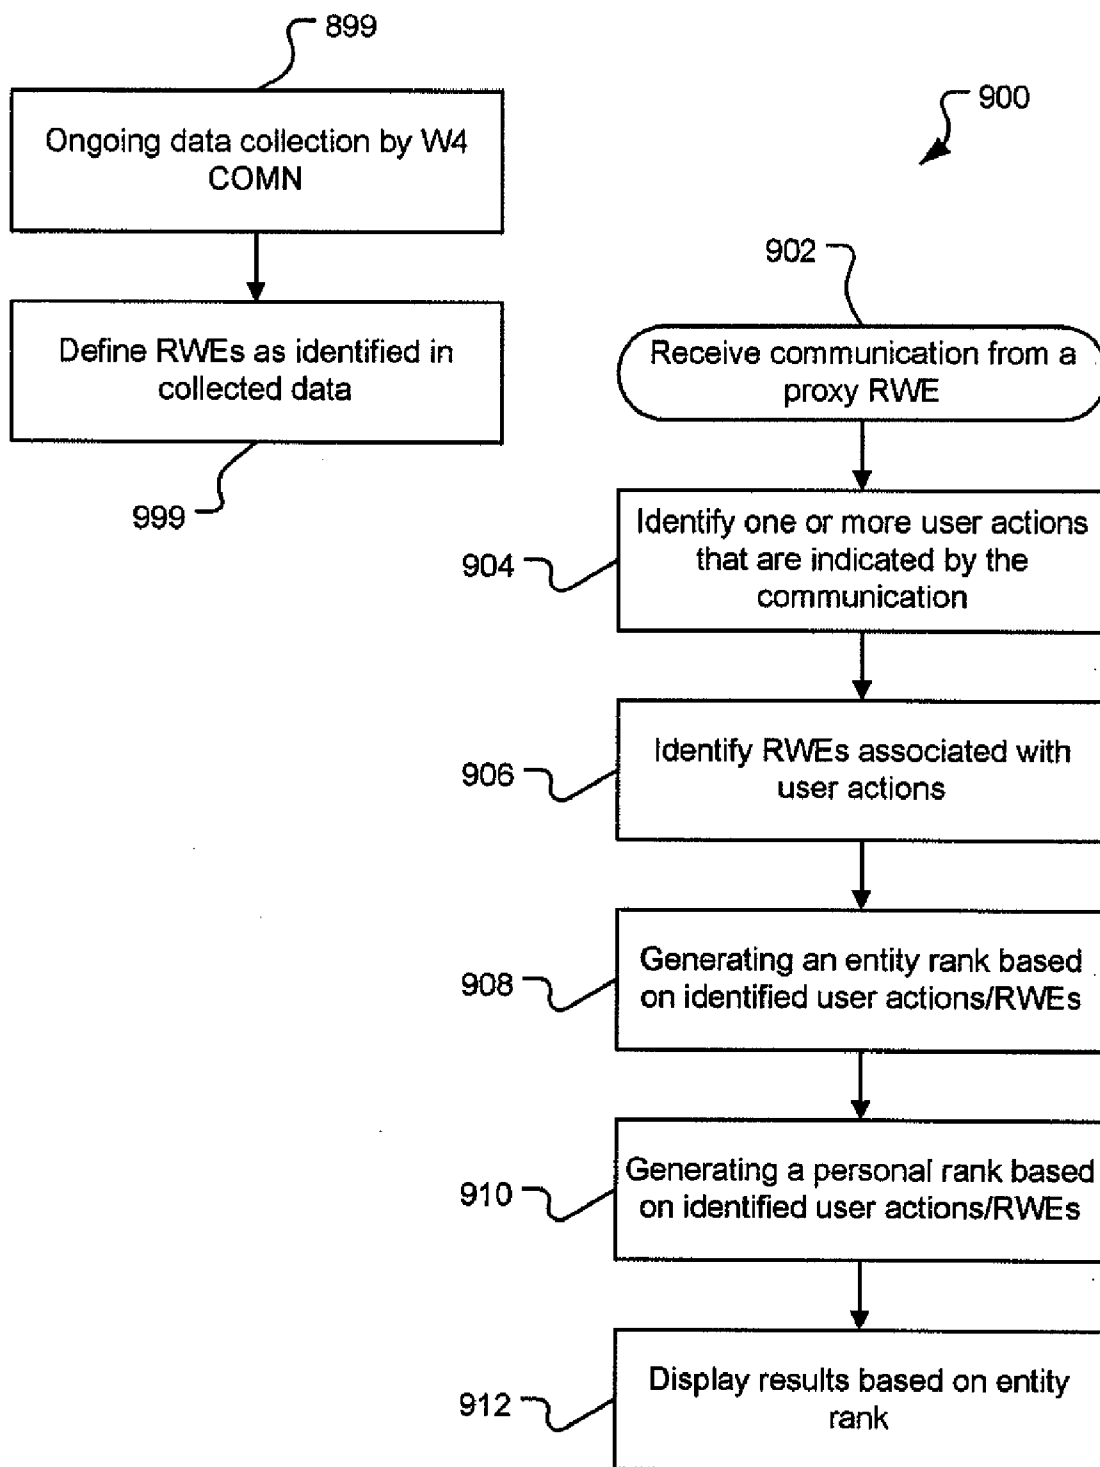 899
Ongoing data collection by W4
COMN
Define RWEs as identified in
collected data
999
900
902
Receive communication from a
proxy RWE
904
Identify one or more user actions
that are indicated by the
communication
906
Identify RWEs associated with
user actions
908
Generating an entity rank based
on identified user actions/RWEs
910
Generating a personal rank based
on identified user actions/RWEs
912
Display results based on entity
rank